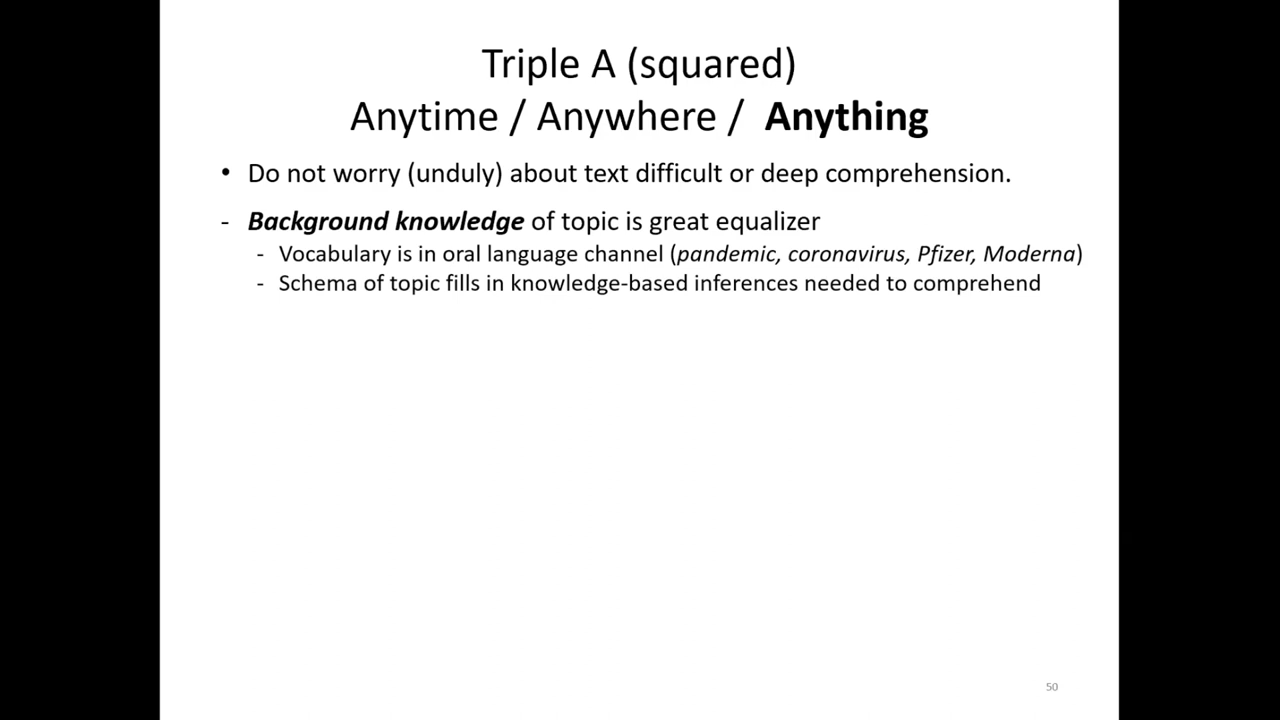 Triple A (squared)
Anytime / Anywhere / Anything
• Do not worry (unduly) about text difficult or deep comprehension.
- Background knowledge of topic is great equalizer
- Vocabulary is in oral language channel (pandemic, coronavirus, Pfizer, Moderna)
- Schema of topic fills in knowledge-based inferences needed to comprehend
50